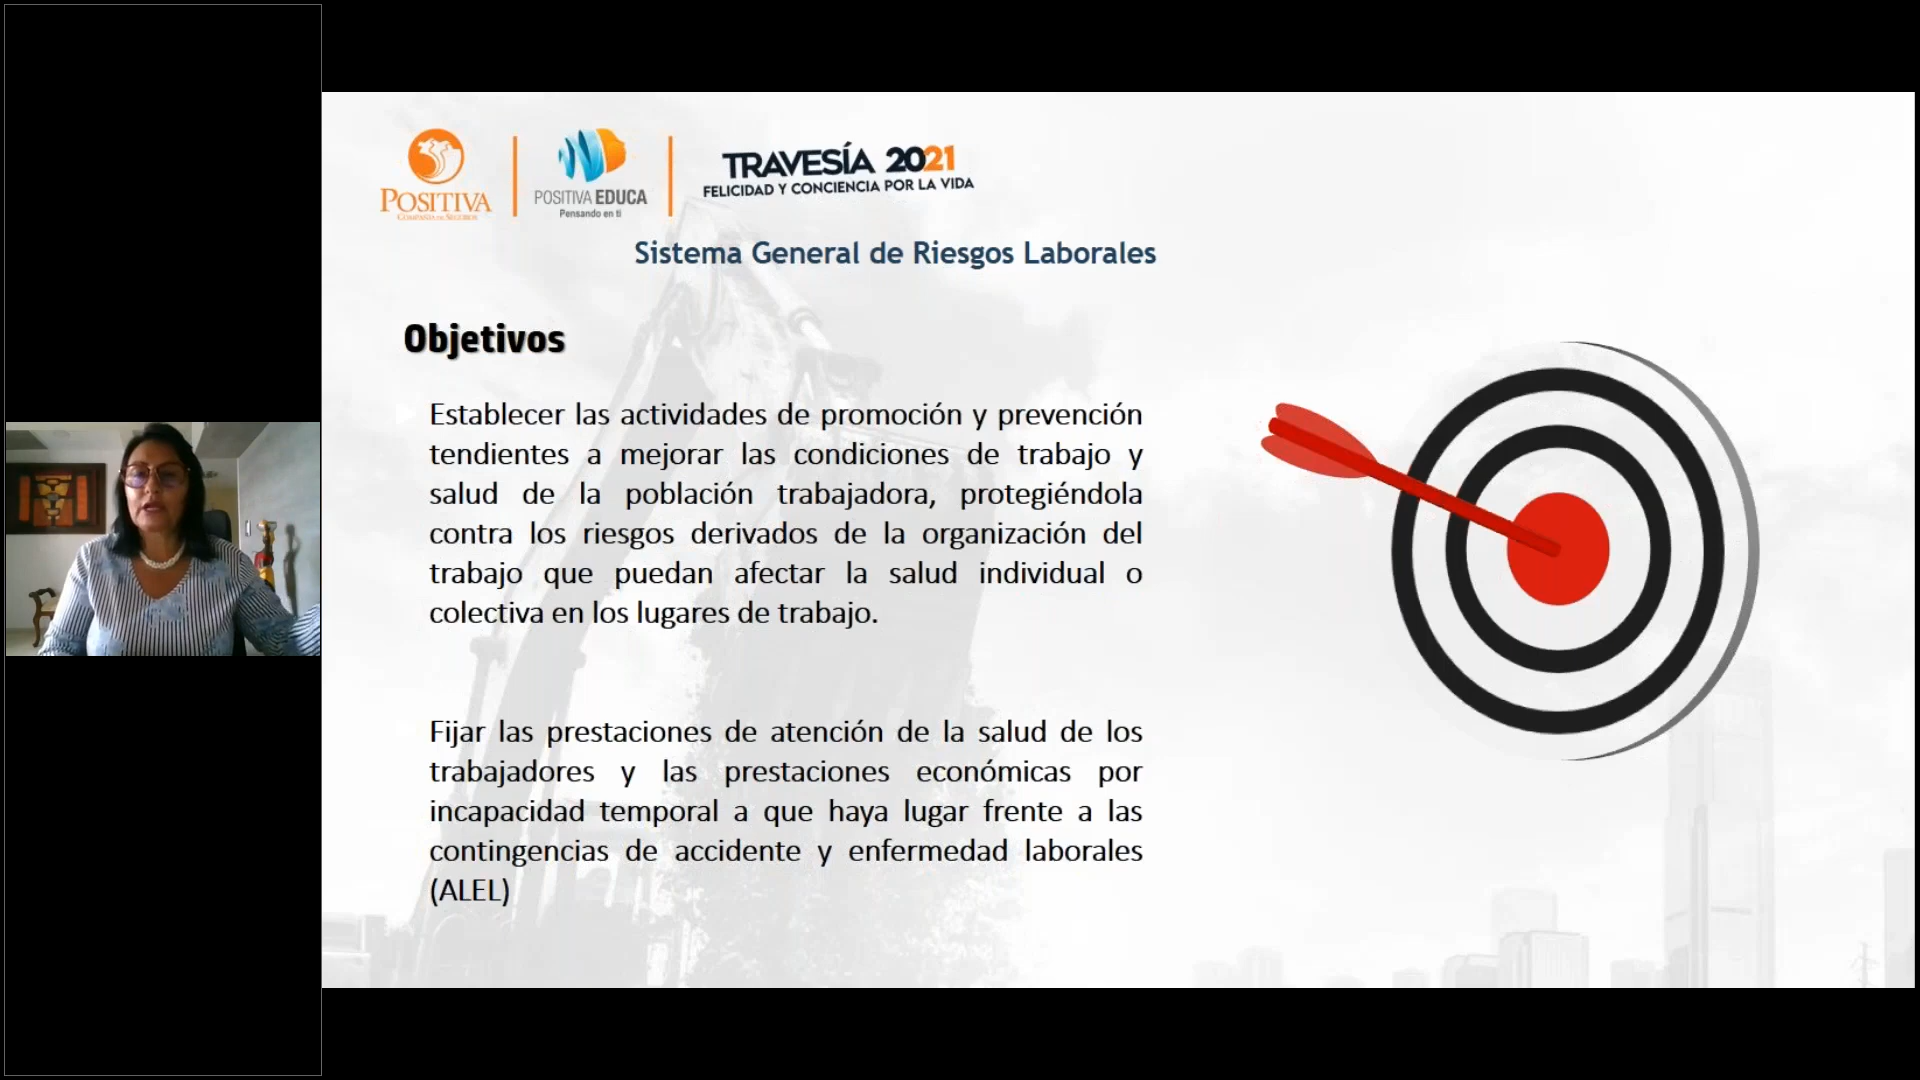 POSITIVA
COMPAÑÍA DE SEGUROS
POSITIVA EDUCA
Pensando en ti
TRAVESÍA 2021
FELICIDAD Y CONCIENCIA POR LA VIDA
Sistema General de Riesgos Laborales
Objetivos
Establecer las actividades de promoción y prevención
tendientes a mejorar las condiciones de trabajo y
salud de la población trabajadora, protegiéndola
contra los riesgos derivados de la organización del
trabajo que puedan afectar la salud individual o
colectiva en los lugares de trabajo.
Fijar las prestaciones de atención de la salud de los
trabajadores y las prestaciones económicas por
incapacidad temporal a que haya lugar frente a las
contingencias de accidente y enfermedad laborales
(ALEL)